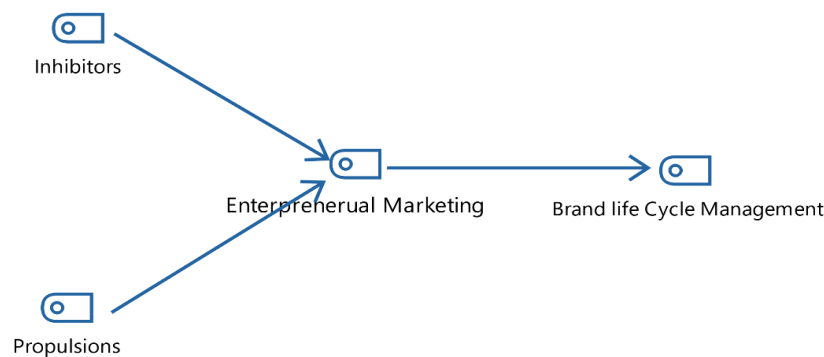 Inhibitors
Enterprenerual Marketing
Brand life Cycle Management
Propulsions